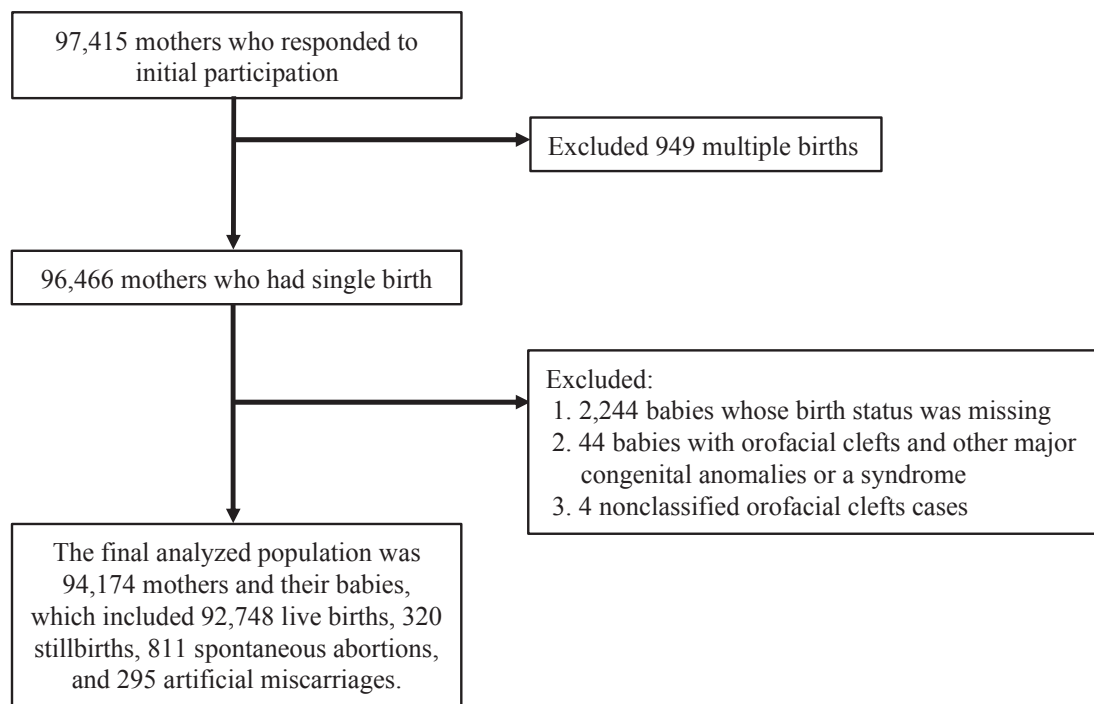 97,415 mothers who responded to
initial participation
Excluded 949 multiple births
96,466 mothers who had single birth
Excluded:
1. 2,244 babies whose birth status was missing
2. 44 babies with orofacial clefts and other major
congenital anomalies or a syndrome
3. 4 nonclassified orofacial clefts cases
The final analyzed population was
94,174 mothers and their babies,
which included 92,748 live births, 320
stillbirths, 811 spontaneous abortions,
and 295 artificial miscarriages.